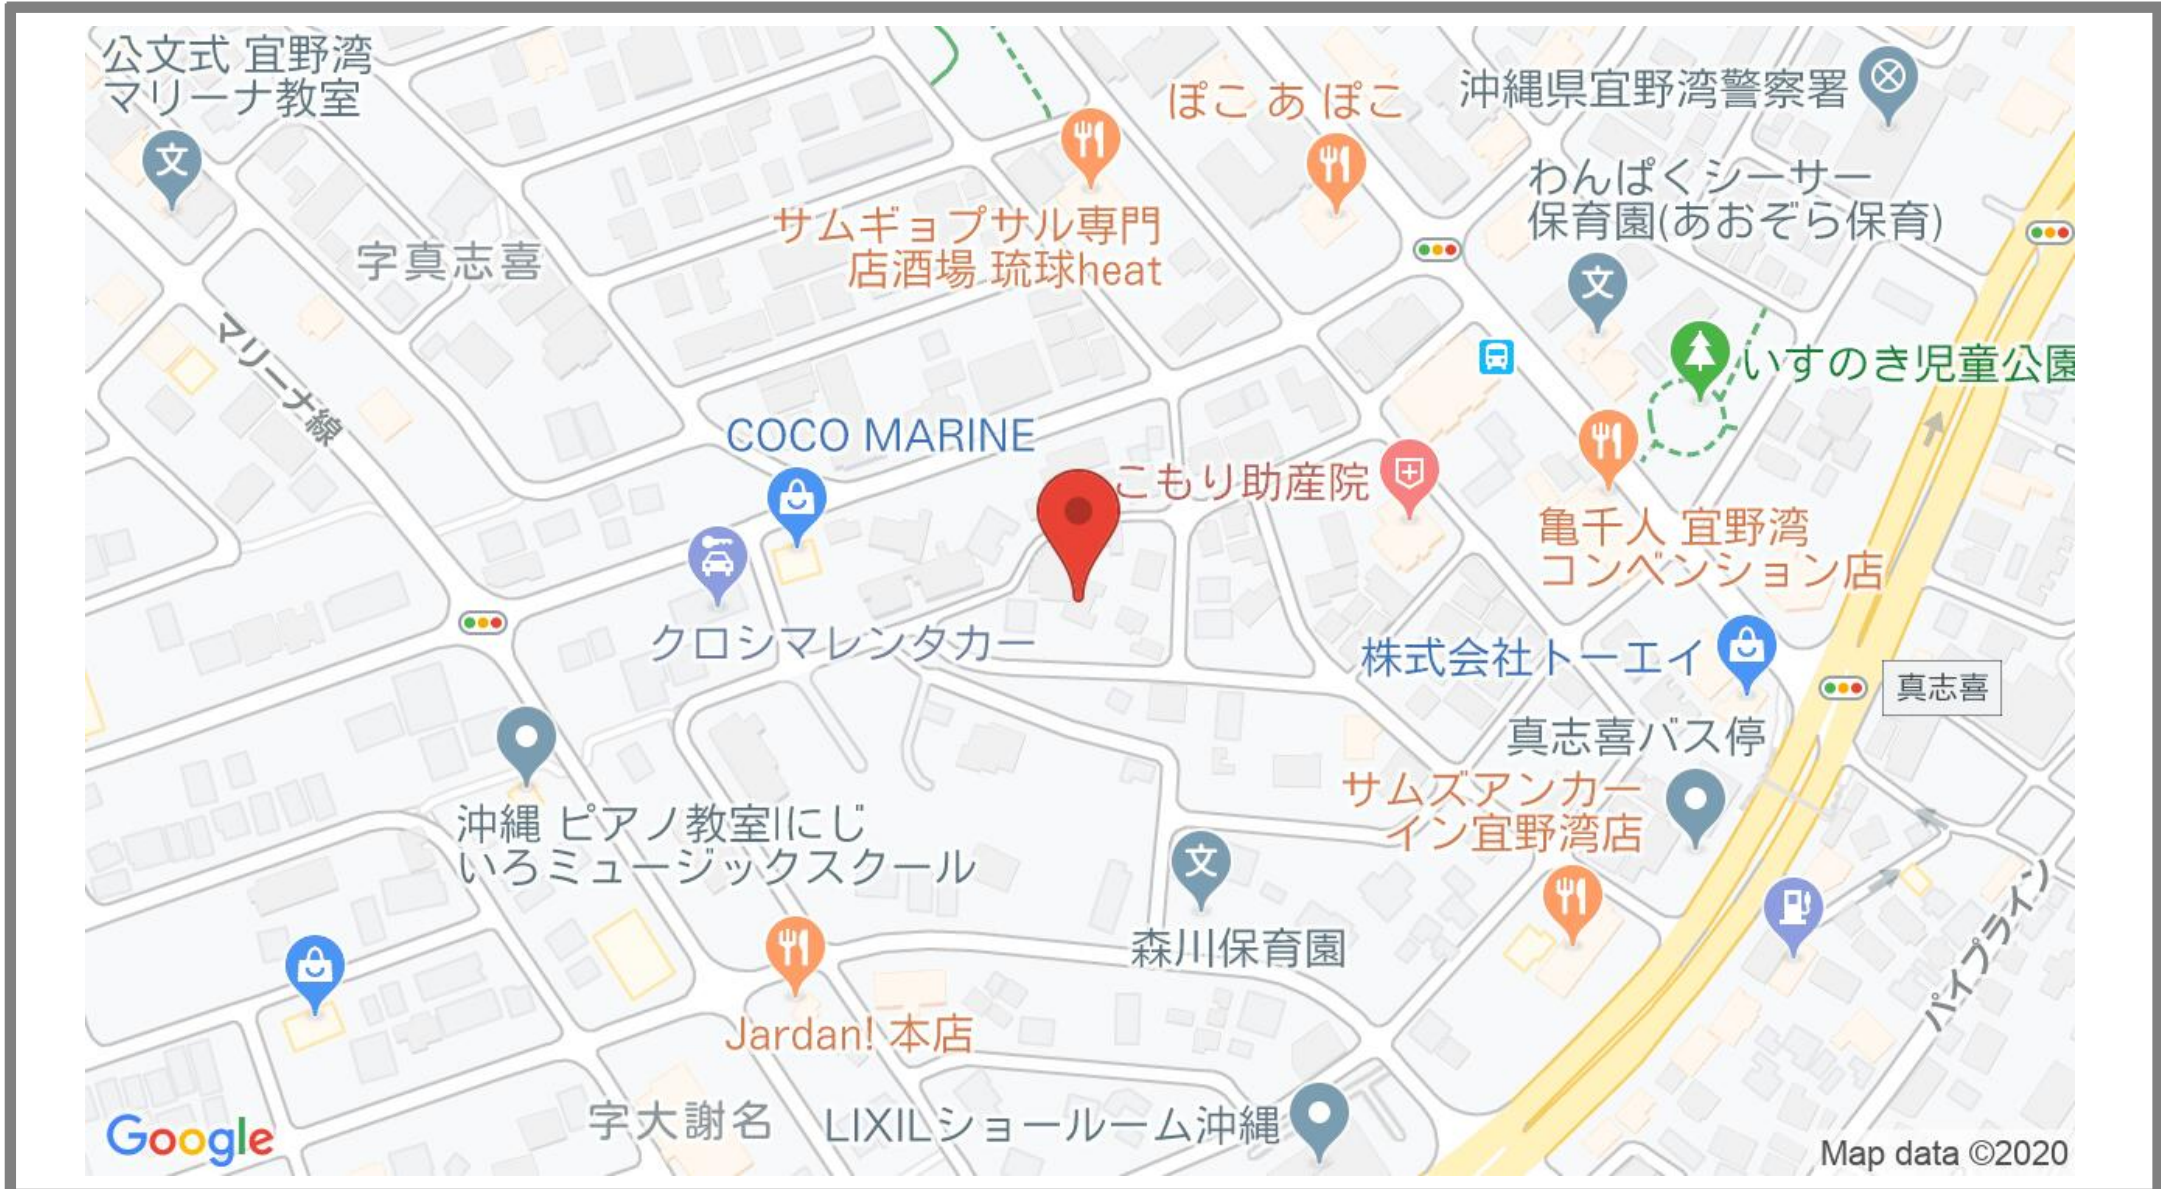 公文式 宜野湾
マリーナ教室
ぽこ あ ぽこ
沖縄県宜野湾警察署
わんぱくシーサー
保育園(あおぞら保育)
サムギョプサル専門
店酒場 琉球heat
字真志喜
マリーナ線
いすのき児童公園
COCO MARINE
こもり助産院
亀千人 宜野湾
コンベンション店
クロシマレンタカー
株式会社トーエイ
真志喜
真志喜バス停
サムズアンカー
イン宜野湾店
沖縄 ピアノ教室|にじ
いろミュージックスクール
森川保育園
パイプライン
Jardan! 本店
字大謝名
LIXILショールーム沖縄
Google
Map data ©2020